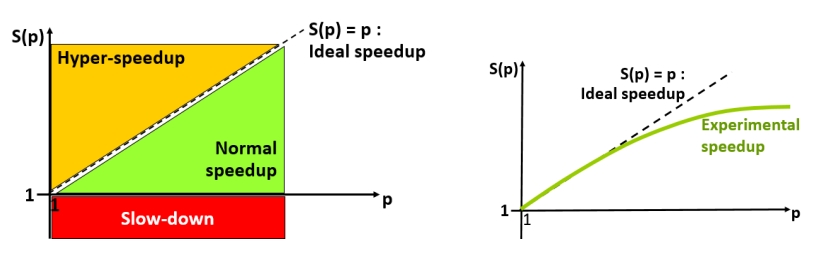 S(p)
S(p) = p :
Ideal speedup
Hyper-speedup
Normal
speedup
1
1
p
Slow-down
S(p)
S(p) = p :
Ideal speedup
Experimental
speedup
1
1
p